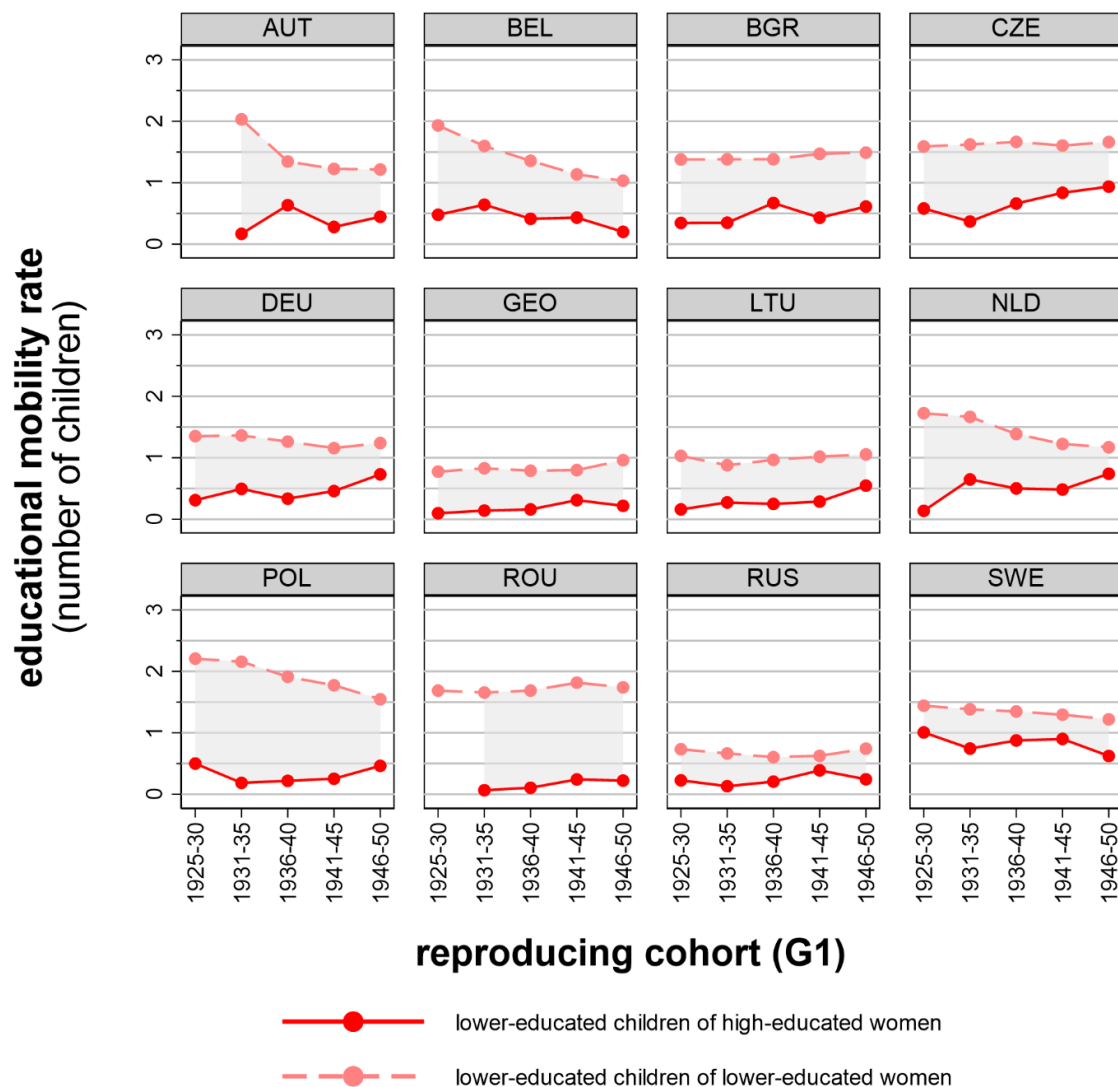 AUT BEL BGR CZE
3
2
1
0
DEU GEO LTU NLD
3
2
1
0
POL ROU RUS SWE
3
2
1
0
educational mobility rate
(number of children)
1925-30 1931-35 1936-40 1941-45 1946-50 1925-30 1931-35 1936-40 1941-45 1946-50 1925-30 1931-35 1936-40 1941-45 1946-50 1925-30 1931-35 1936-40 1941-45 1946-50
reproducing cohort (G1)
lower-educated children of high-educated women
lower-educated children of lower-educated women